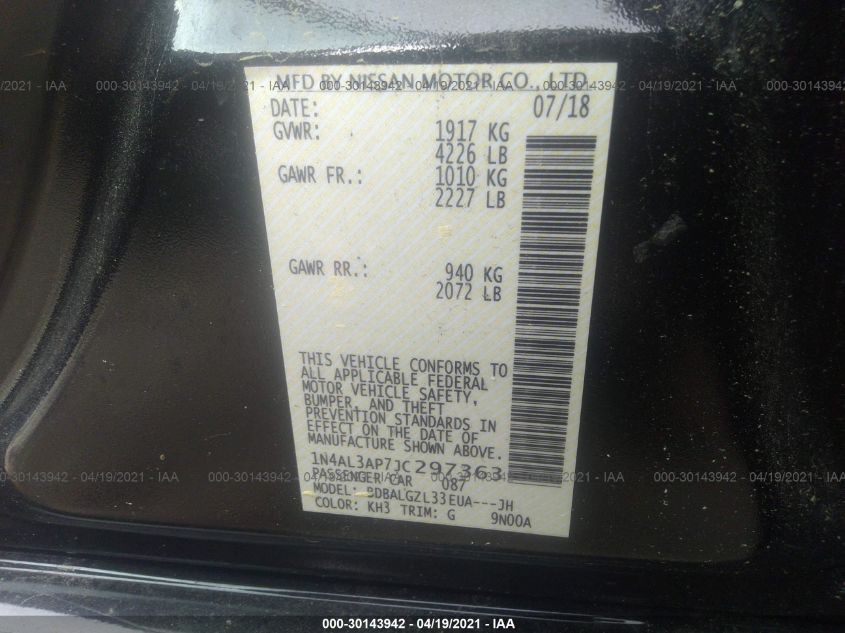 000-30143942 - 04/19/2021 - IAA
MFD BY NISSAN MOTOR CO., LTD.
DATE: 07/18
GVWR: 1917 KG
4226 LB
GAWR FR.: 1010 KG
2227 LB
GAWR RR.: 940 KG
2072 LB
THIS VEHICLE CONFORMS TO
ALL APPLICABLE FEDERAL
MOTOR VEHICLE SAFETY,
BUMPER, AND THEFT
PREVENTION STANDARDS IN
EFFECT ON THE DATE OF
MANUFACTURE SHOWN ABOVE.
1N4AL3AP7JC297363
PASSENGER CAR 087
MODEL: BDBALGZL33EUA---JH
COLOR: KH3 TRIM: G 9N00A
000-30143942 - 04/19/2021 - IAA